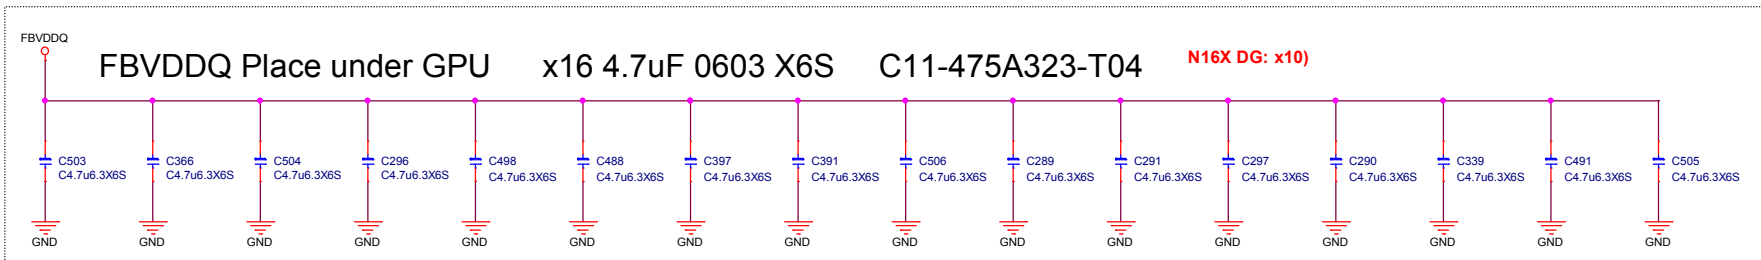 FBVDDQ
FBVDDQ Place under GPU x16 4.7uF 0603 X6S C11-475A323-T04 N16X DG: x10)
C503 C366 C504 C296 C498 C488 C397 C391 C506 C289 C291 C297 C290 C339 C491 C505
C4.7u6.3X6S C4.7u6.3X6S C4.7u6.3X6S C4.7u6.3X6S C4.7u6.3X6S C4.7u6.3X6S C4.7u6.3X6S C4.7u6.3X6S C4.7u6.3X6S C4.7u6.3X6S C4.7u6.3X6S C4.7u6.3X6S C4.7u6.3X6S C4.7u6.3X6S C4.7u6.3X6S C4.7u6.3X6S
GND GND GND GND GND GND GND GND GND GND GND GND GND GND GND GND